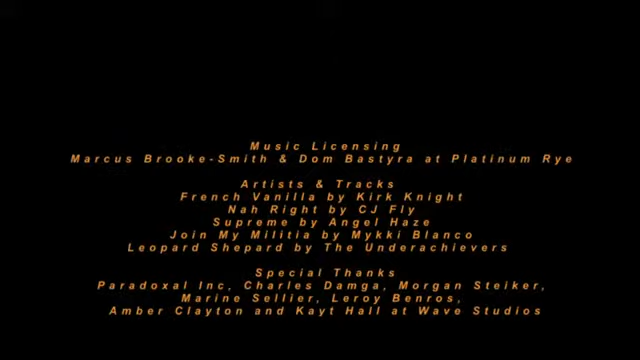 Music Licensing
Marcus Brooke-Smith & Dom Bastyra at Platinum Rye
Artists & Tracks
French Vanilla by Kirk Knight
Nah Right by CJ Fly
Supreme by Angel Haze
Join My Militia by Mykki Blanco
Leopard Shepard by The Underachievers
Special Thanks
Paradoxal Inc, Charles Damga, Morgan Steiker,
Marine Sellier, Leroy Benros,
Amber Clayton and Kayt Hall at Wave Studios